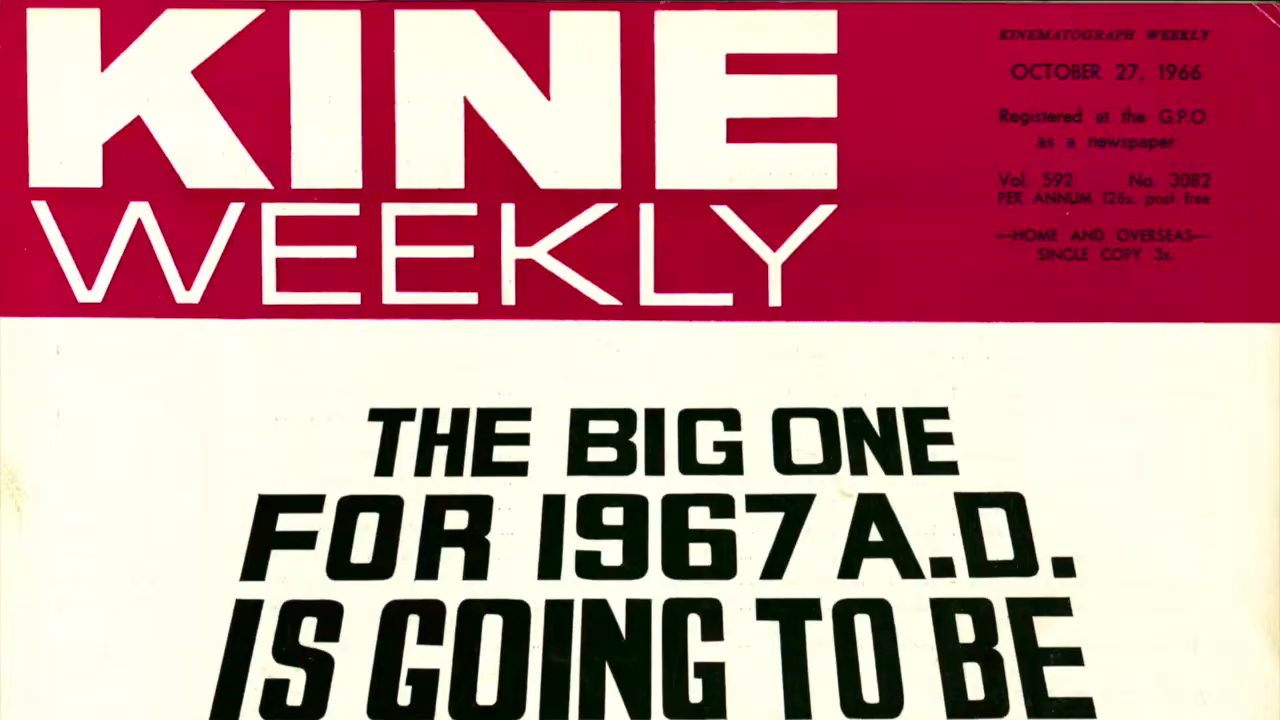 KINE
WEEKLY
KINEMATOGRAPH WEEKLY
OCTOBER 27, 1966
Registered at the G.P.O.
as a newspaper
Vol. 592 No. 3082
PER ANNUM 126s. post free
—HOME AND OVERSEAS—
SINGLE COPY 3s.
THE BIG ONE
FOR 1967 A.D.
IS GOING TO BE